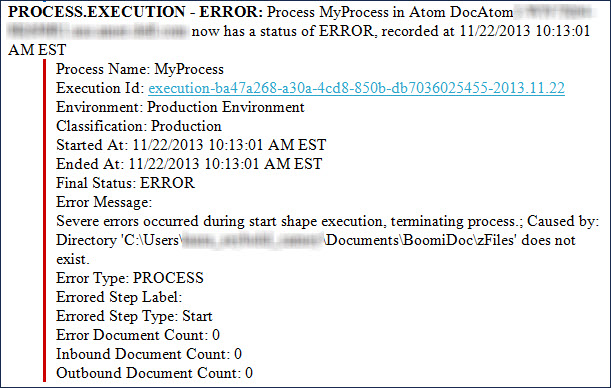 PROCESS.EXECUTION - ERROR: Process MyProcess in Atom DocAtom
now has a status of ERROR, recorded at 11/22/2013 10:13:01
AM EST
Process Name: MyProcess
Execution Id: execution-ba47a268-a30a-4cd8-850b-db7036025455-2013.11.22
Environment: Production Environment
Classification: Production
Started At: 11/22/2013 10:13:01 AM EST
Ended At: 11/22/2013 10:13:01 AM EST
Final Status: ERROR
Error Message:
Severe errors occurred during start shape execution, terminating process.; Caused by:
Directory 'C:\Users\ \Documents\BoomiDoc\zFiles' does not
exist.
Error Type: PROCESS
Errored Step Label:
Errored Step Type: Start
Error Document Count: 0
Inbound Document Count: 0
Outbound Document Count: 0